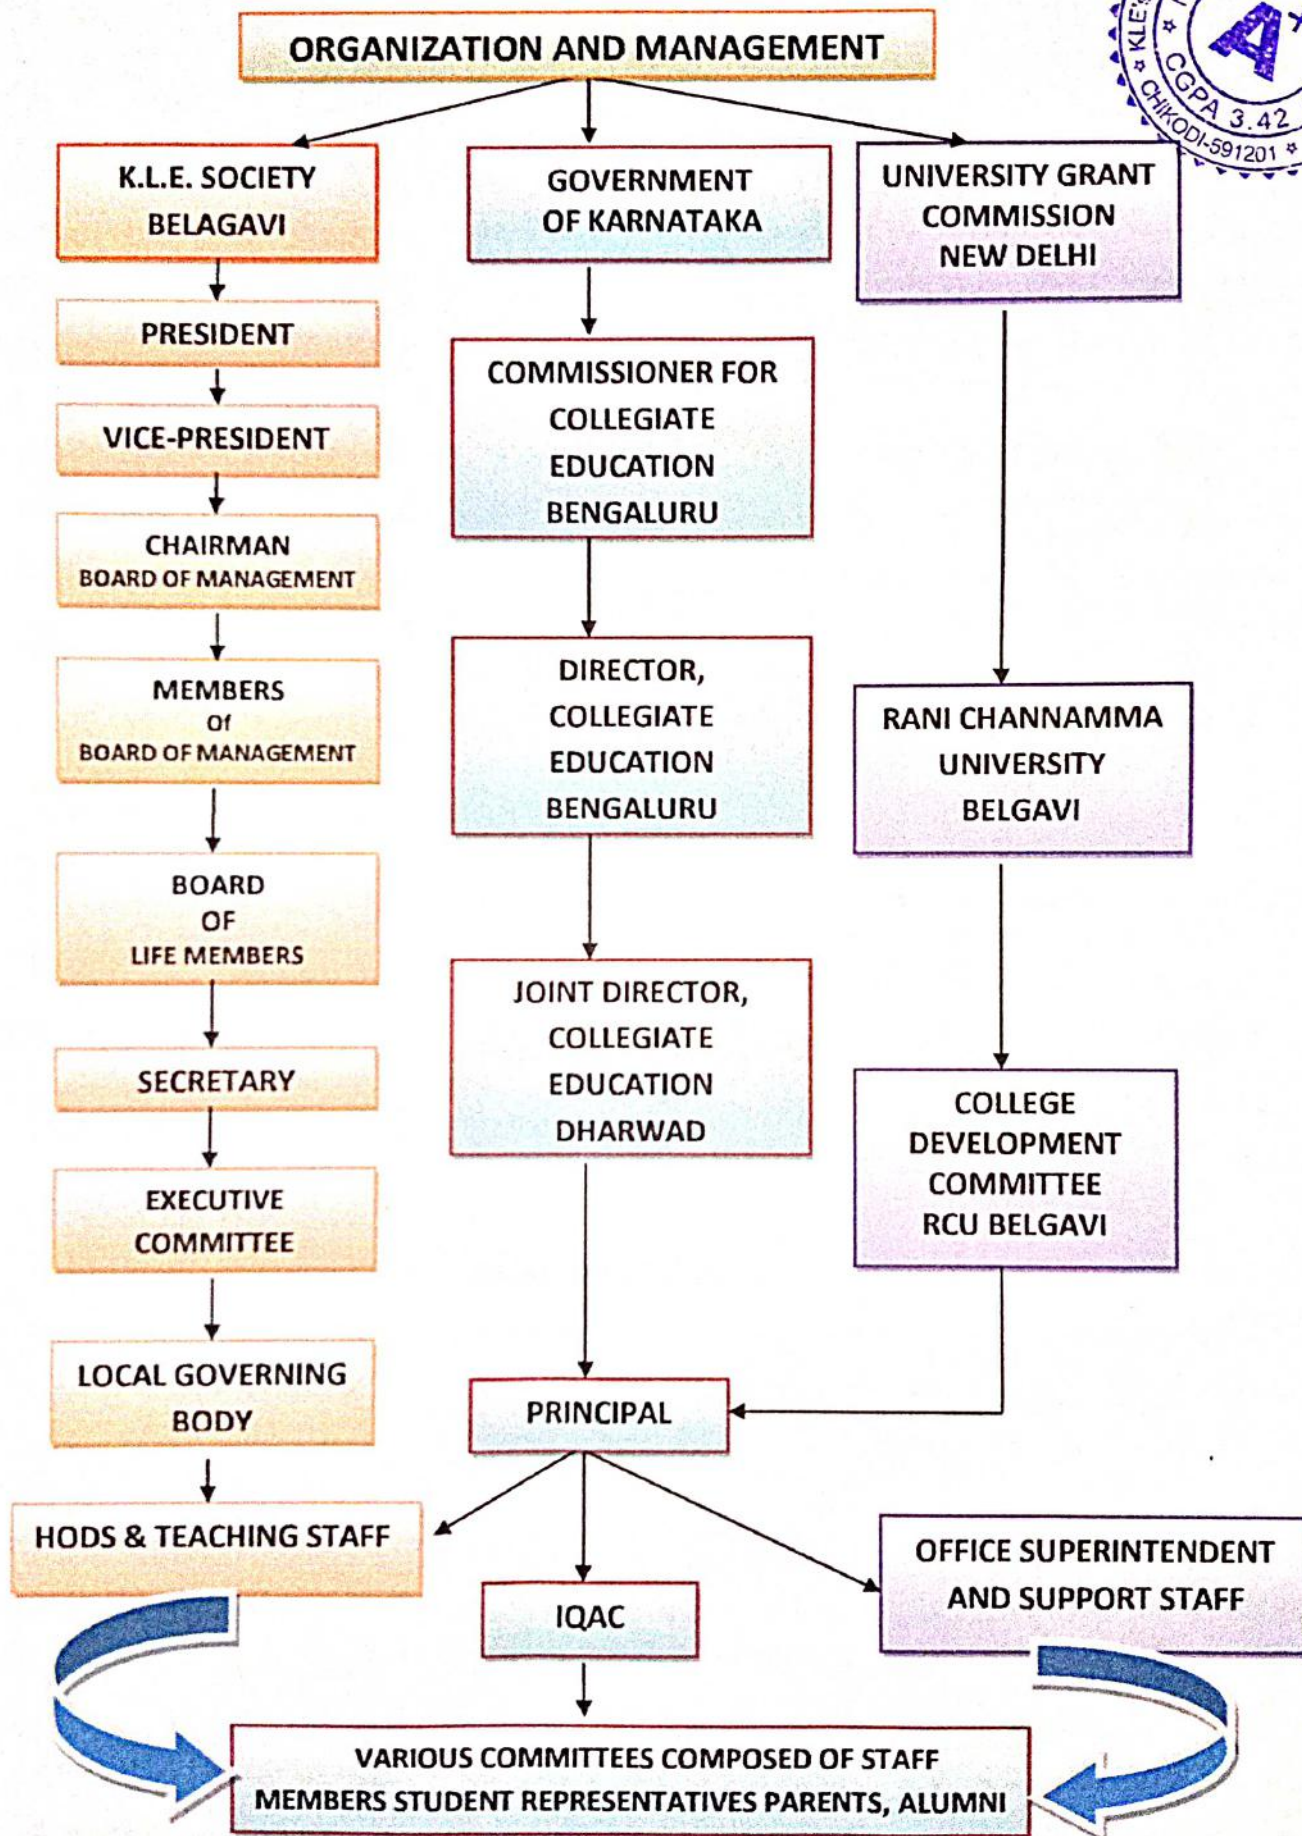 ORGANIZATION AND MANAGEMENT
KLE'S
A+
CGPA 3.42
CHIKODI-591201
K.L.E. SOCIETY
BELAGAVI
PRESIDENT
VICE-PRESIDENT
CHAIRMAN
BOARD OF MANAGEMENT
MEMBERS
Of
BOARD OF MANAGEMENT
BOARD
OF
LIFE MEMBERS
SECRETARY
EXECUTIVE
COMMITTEE
LOCAL GOVERNING
BODY
HODS & TEACHING STAFF
GOVERNMENT
OF KARNATAKA
COMMISSIONER FOR
COLLEGIATE
EDUCATION
BENGALURU
DIRECTOR,
COLLEGIATE
EDUCATION
BENGALURU
JOINT DIRECTOR,
COLLEGIATE
EDUCATION
DHARWAD
PRINCIPAL
IQAC
UNIVERSITY GRANT
COMMISSION
NEW DELHI
RANI CHANNAMMA
UNIVERSITY
BELGAVI
COLLEGE
DEVELOPMENT
COMMITTEE
RCU BELGAVI
OFFICE SUPERINTENDENT
AND SUPPORT STAFF
VARIOUS COMMITTEES COMPOSED OF STAFF
MEMBERS STUDENT REPRESENTATIVES PARENTS, ALUMNI